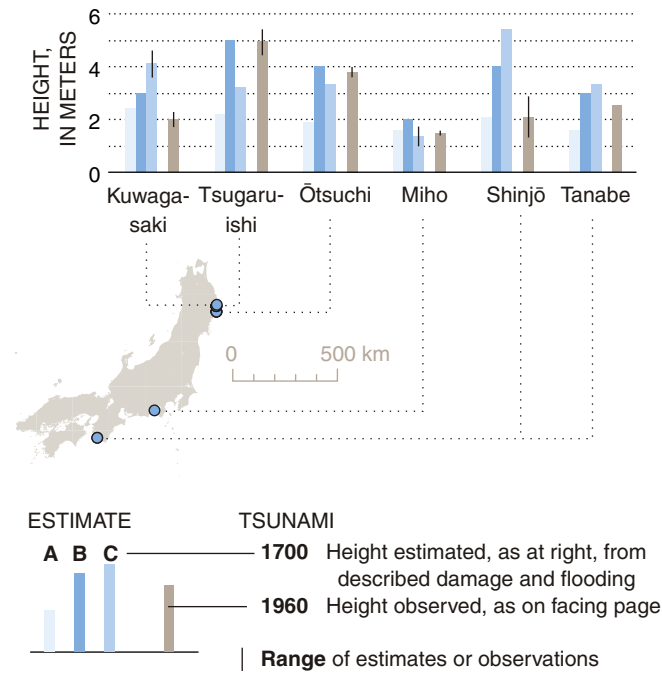 6
4
2
0
HEIGHT,
IN METERS
Kuwaga-
saki
Tsugaru-
ishi
Ōtsuchi
Miho
Shinjō
Tanabe
0 500 km
ESTIMATE
A B C
TSUNAMI
1700 Height estimated, as at right, from
described damage and flooding
1960 Height observed, as on facing page
Range of estimates or observations